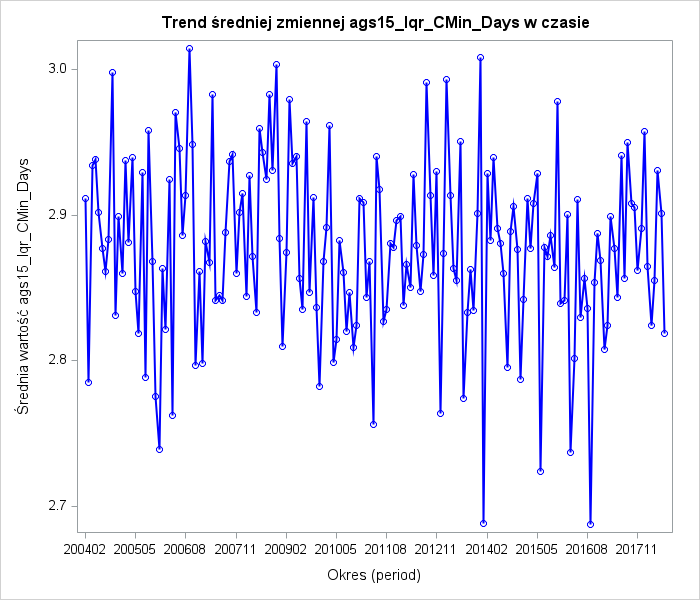 Trend średniej zmiennej ags15_Iqr_CMin_Days w czasie
Średnia wartość ags15_Iqr_CMin_Days
3.0
2.9
2.8
2.7
200402 200505 200608 200711 200902 201005 201108 201211 201402 201505 201608 201711
Okres (period)